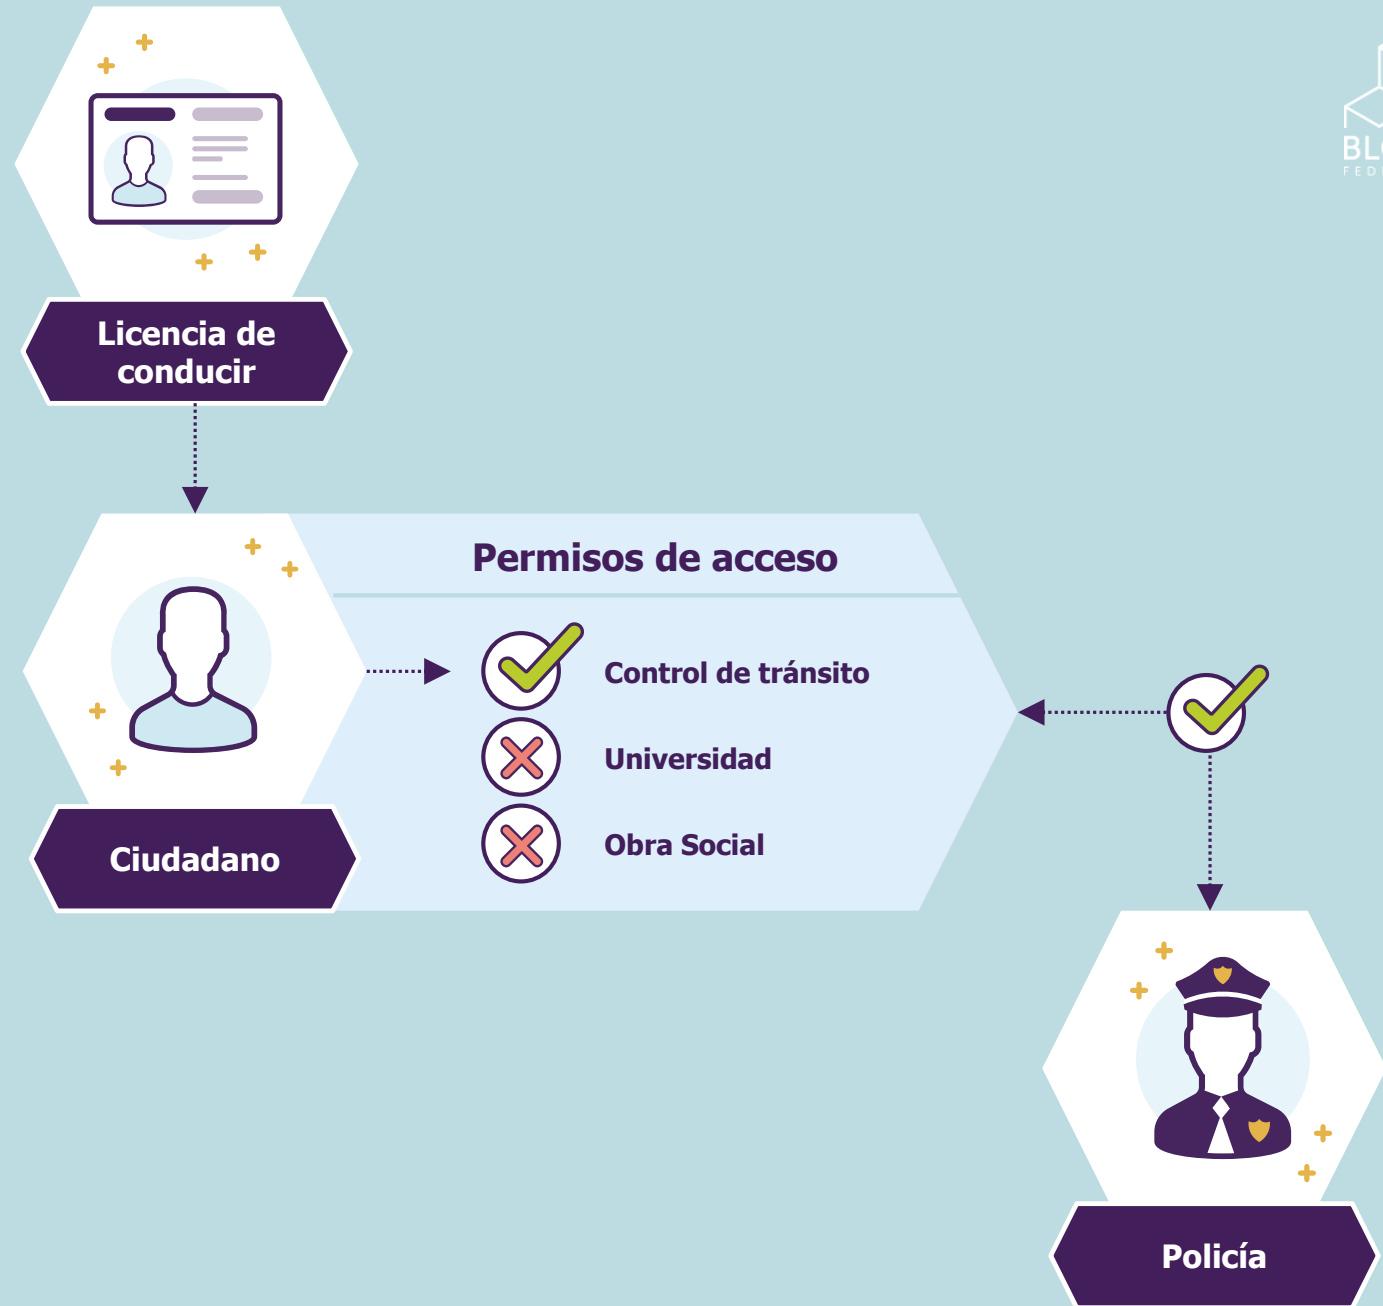 Licencia de
conducir
Permisos de acceso
Control de tránsito
Universidad
Obra Social
Ciudadano
Policía